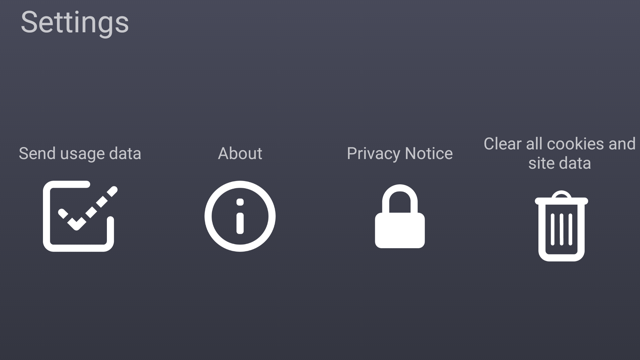 Settings
Send usage data
About
Privacy Notice
Clear all cookies and
site data